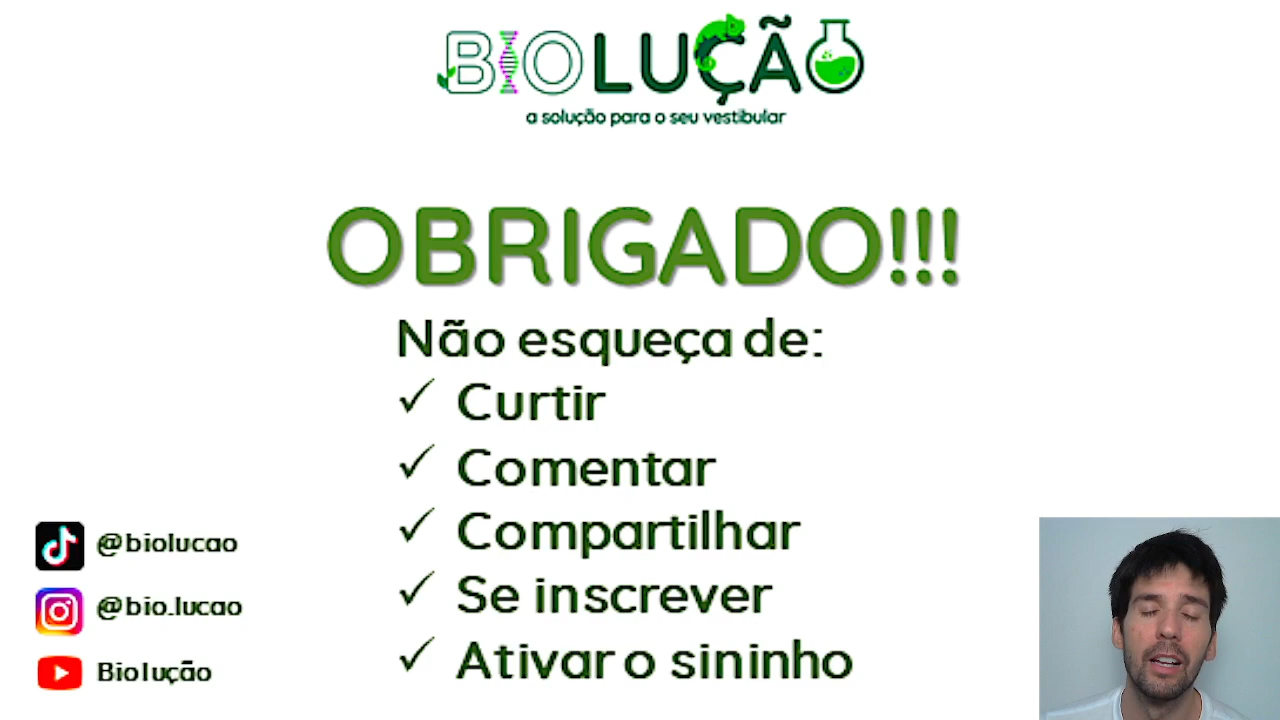 BIOLUÇÃO
a solução para o seu vestibular
OBRIGADO!!!
Não esqueça de:
✓ Curtir
✓ Comentar
✓ Compartilhar
✓ Se inscrever
✓ Ativar o sininho
@biolucao
@bio.lucao
Biolução